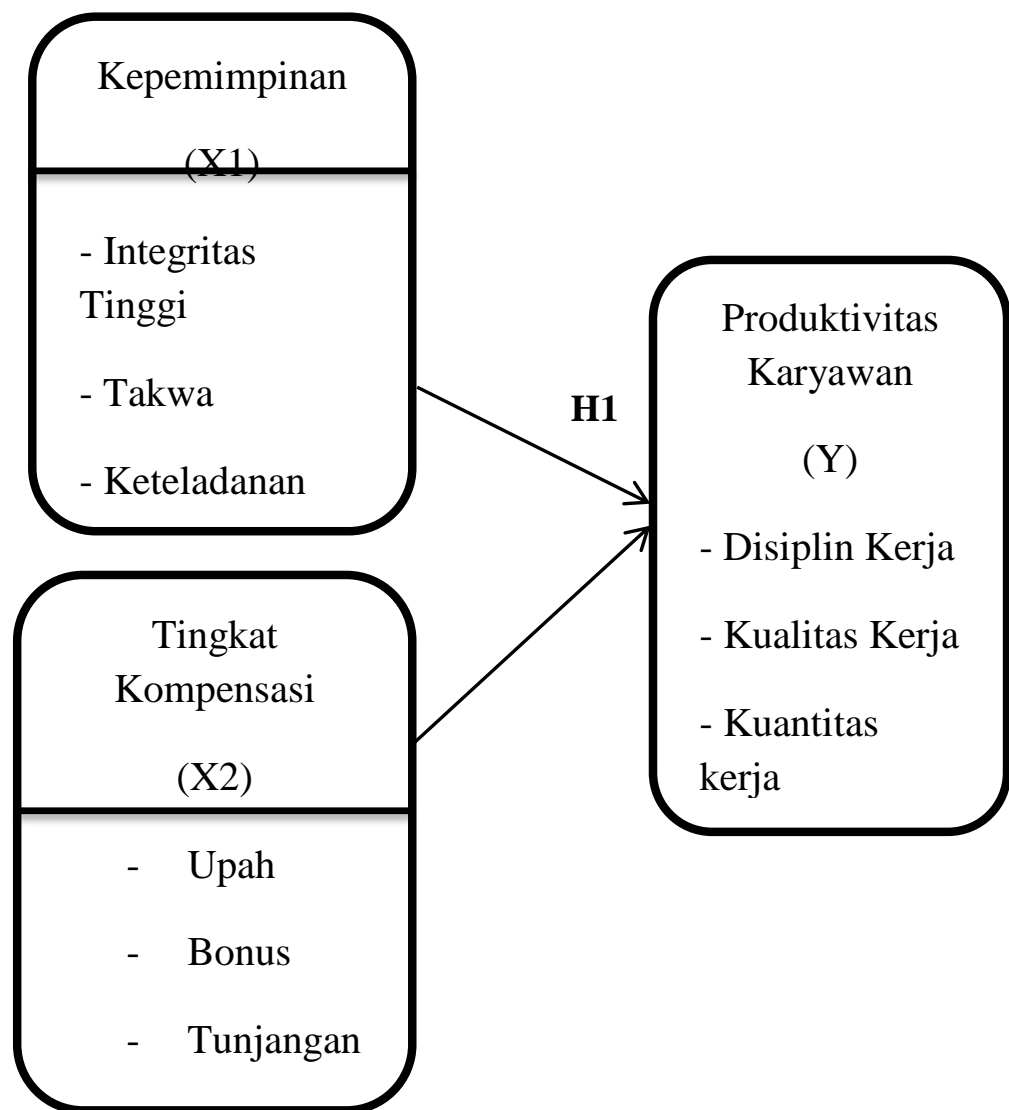 Kepemimpinan
(X1)
- Integritas
Tinggi
- Takwa
- Keteladanan
H1
Tingkat
Kompensasi
(X2)
- Upah
- Bonus
- Tunjangan
Produktivitas
Karyawan
(Y)
- Disiplin Kerja
- Kualitas Kerja
- Kuantitas
kerja